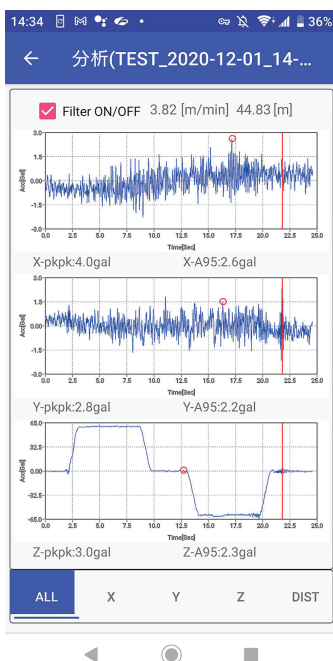 14:34 36%
分析(TEST_2020-12-01_14-...
Filter ON/OFF 3.82 [m/min] 44.83 [m]
3.0
1.5
0.00
-1.5
-3.0
Acc[Gal]
0.0 2.5 5.0 7.5 10.0 12.5 15.0 17.5 20.0 22.5 25.0
Time[Sec]
X-pkpk:4.0gal X-A95:2.6gal
3.0
1.5
0.00
-1.5
-3.0
Acc[Gal]
0.0 2.5 5.0 7.5 10.0 12.5 15.0 17.5 20.0 22.5 25.0
Time[Sec]
Y-pkpk:2.8gal Y-A95:2.2gal
65.0
32.5
0.00
-32.5
-65.0
Acc[Gal]
0.0 2.5 5.0 7.5 10.0 12.5 15.0 17.5 20.0 22.5 25.0
Time[Sec]
Z-pkpk:3.0gal Z-A95:2.3gal
ALL X Y Z DIST